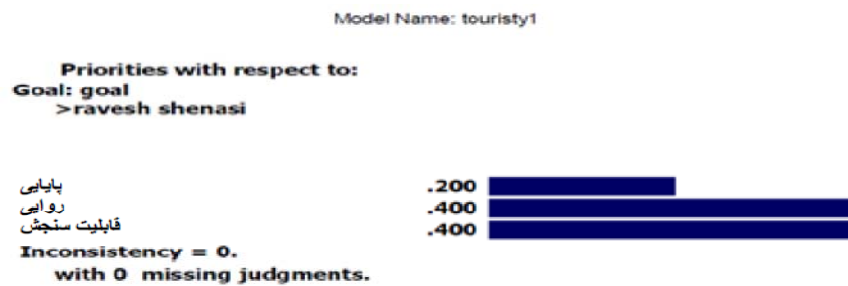 Model Name: touristy1
Priorities with respect to:
Goal: goal
>ravesh shenasi
پایایی .200
روایی .400
قابلیت سنجش .400
Inconsistency = 0.
with 0 missing judgments.